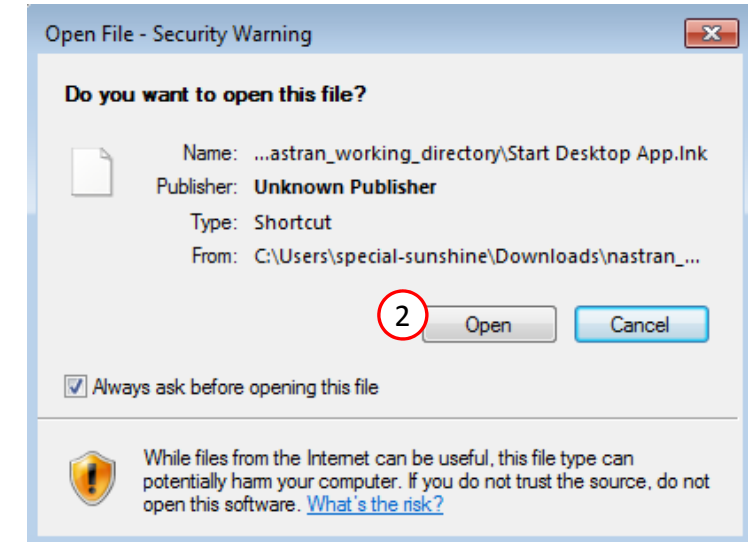 Open File - Security Warning
Do you want to open this file?
Name: ...astran_working_directory\Start Desktop App.lnk
Publisher: Unknown Publisher
Type: Shortcut
From: C:\Users\special-sunshine\Downloads\nastran_...
2
Open
Cancel
Always ask before opening this file
While files from the Internet can be useful, this file type can
potentially harm your computer. If you do not trust the source, do not
open this software. What's the risk?